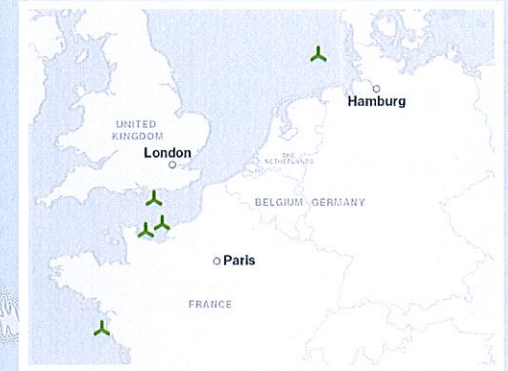 Hamburg
UNITED
KINGDOM
London
THE
NETHERLANDS
BELGIUM
GERMANY
Paris
FRANCE